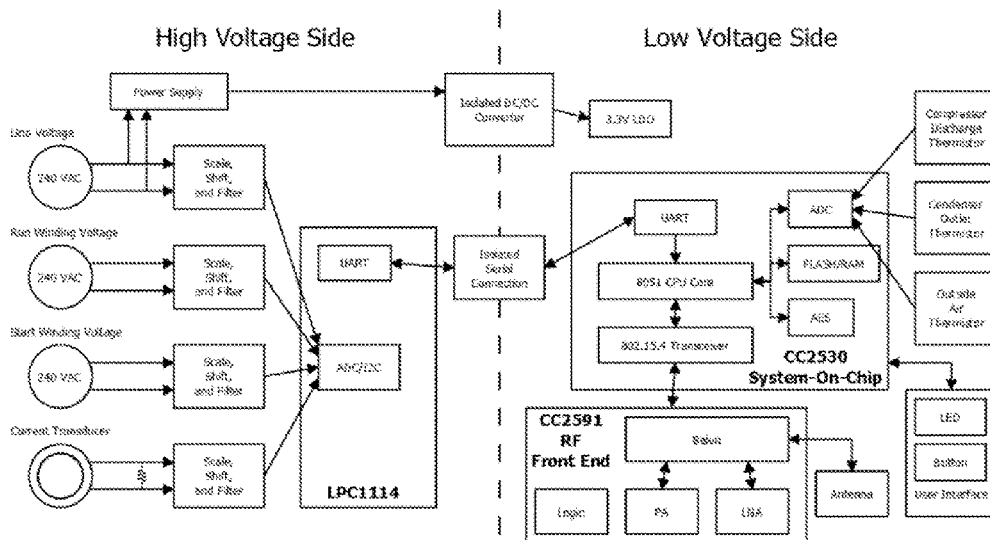 High Voltage Side
Low Voltage Side
Power Supply
Isolated DC/DC
Converter
3.3V LDO
Compressor
Discharge
Thermistor
Line Voltage
240 VAC
Scale,
Shift,
and Filter
Condenser
Outlet
Thermistor
Run Winding Voltage
240 VAC
Scale,
Shift,
and Filter
UART
Isolated
Serial
Connection
UART
ADC
8051 CPU Core
FLASH/RAM
Outside
Air
Thermistor
AES
802.15.4 Transceiver
CC2530
System-On-Chip
Start Winding Voltage
240 VAC
Scale,
Shift,
and Filter
ADC/I2C
Current Transducer
Scale,
Shift,
and Filter
LPC1114
CC2591
RF
Front End
Balun
Logic
PA
LNA
Antenna
LED
Button
User Interface